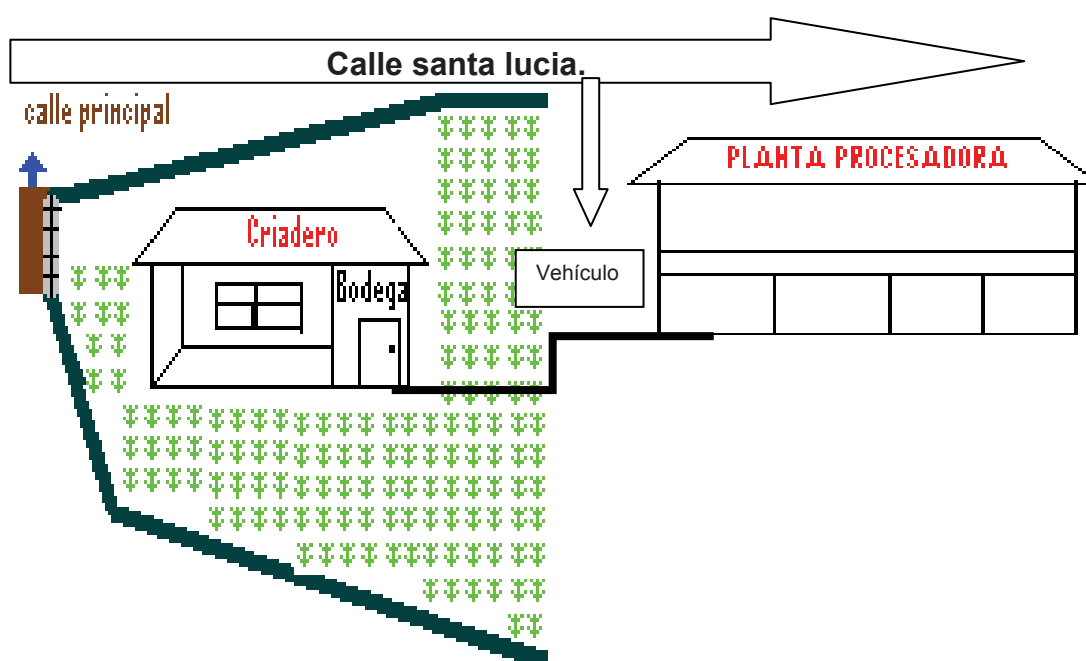 Calle santa lucia.
calle principal
PLANTA PROCESADORA
Criadero
Vehículo
Bodega